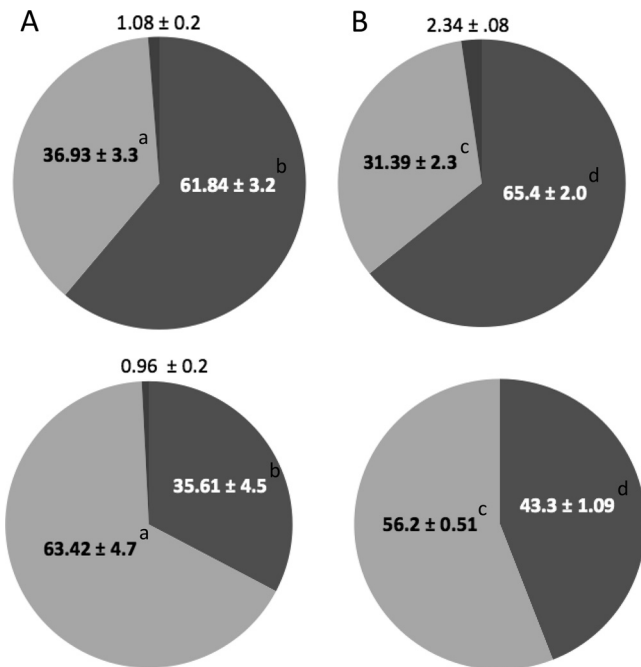 A
B
1.08 ± 0.2
2.34 ± .08
36.93 ± 3.3 a
61.84 ± 3.2 b
31.39 ± 2.3 c
65.4 ± 2.0 d
0.96 ± 0.2
63.42 ± 4.7 a
35.61 ± 4.5 b
56.2 ± 0.51 c
43.3 ± 1.09 d